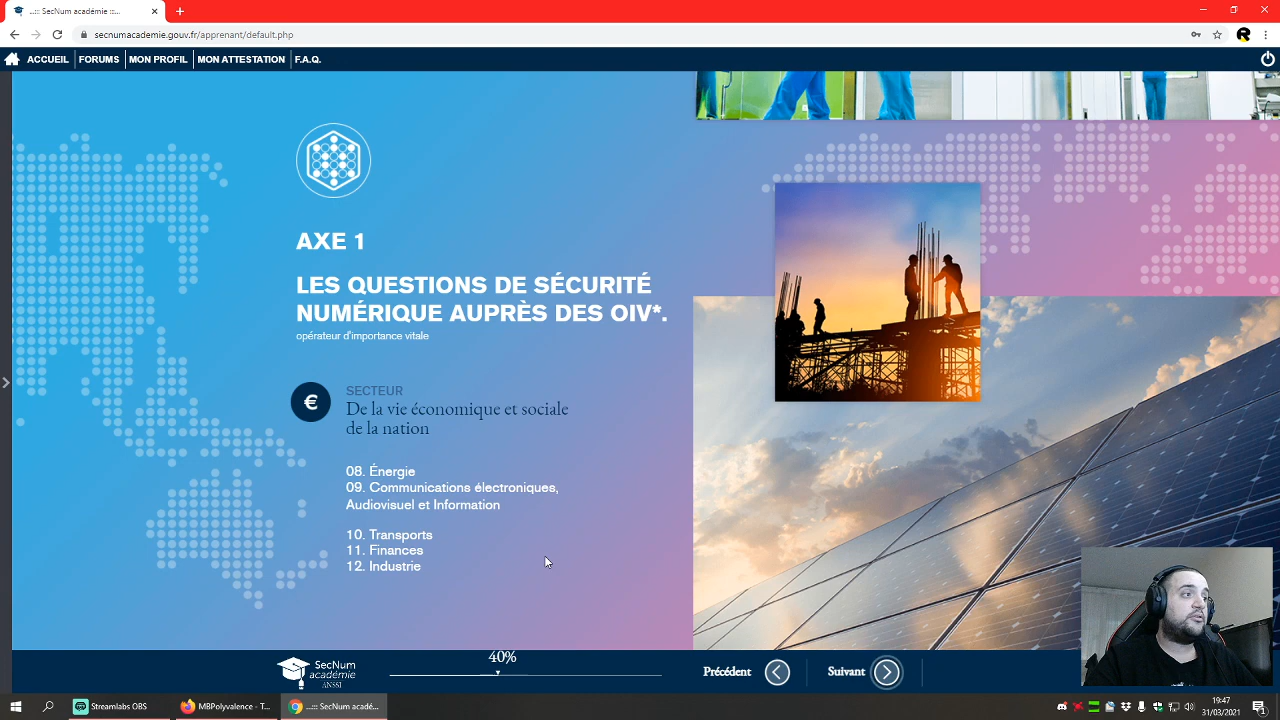 ...:: SecNum académie ::...
secnumacademie.gouv.fr/apprenant/default.php
ACCUEIL
FORUMS
MON PROFIL
MON ATTESTATION
F.A.Q.
AXE 1
LES QUESTIONS DE SÉCURITÉ
NUMÉRIQUE AUPRÈS DES OIV*.
opérateur d'importance vitale
€
SECTEUR
De la vie économique et sociale
de la nation
08. Énergie
09. Communications électroniques,
Audiovisuel et Information
10. Transports
11. Finances
12. Industrie
SecNum
académie
ANSSI
40%
Précédent
Suivant
Streamlabs OBS
MBPolyvalence - T...
...:: SecNum acadé...
19:47
31/03/2021